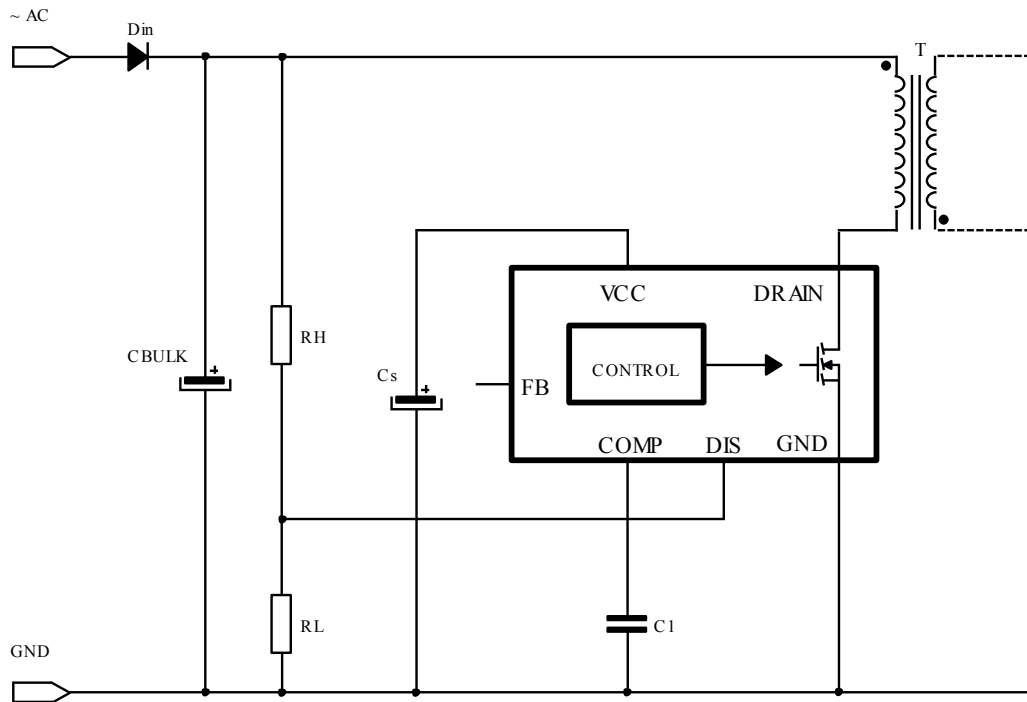 ~ AC
Din
T
VCC
DRAIN
RH
CBULK
+
Cs
+
CONTROL
FB
COMP
DIS
GND
RL
C1
GND